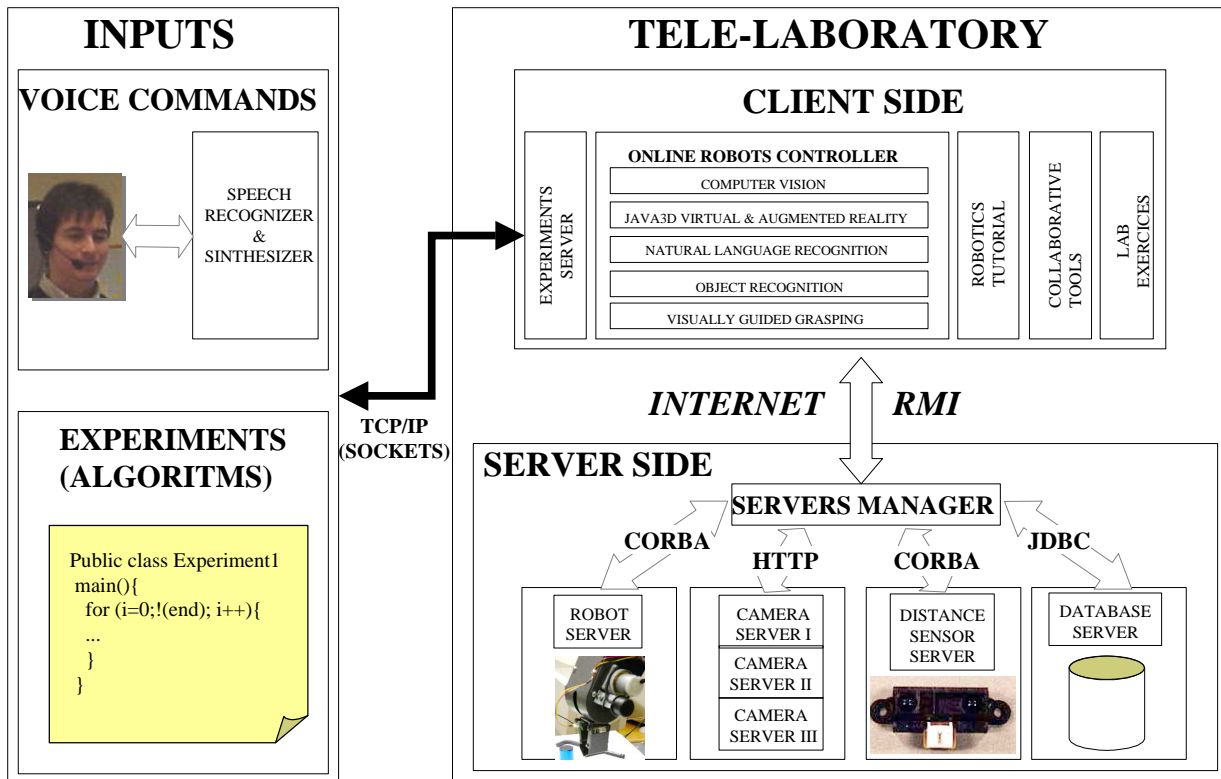 INPUTS
VOICE COMMANDS
SPEECH
RECOGNIZER
&
SINTHESIZER
EXPERIMENTS
(ALGORITMS)
Public class Experiment1
main(){
for (i=0;!(end); i++){
...
}
}
TCP/IP
(SOCKETS)
TELE-LABORATORY
CLIENT SIDE
EXPERIMENTS
SERVER
ONLINE ROBOTS CONTROLLER
COMPUTER VISION
JAVA3D VIRTUAL & AUGMENTED REALITY
NATURAL LANGUAGE RECOGNITION
OBJECT RECOGNITION
VISUALLY GUIDED GRASPING
ROBOTICS
TUTORIAL
COLLABORATIVE
TOOLS
LAB
EXERCICES
INTERNET RMI
SERVER SIDE
SERVERS MANAGER
CORBA
HTTP
CORBA
JDBC
ROBOT
SERVER
CAMERA
SERVER I
CAMERA
SERVER II
CAMERA
SERVER III
DISTANCE
SENSOR
SERVER
DATABASE
SERVER